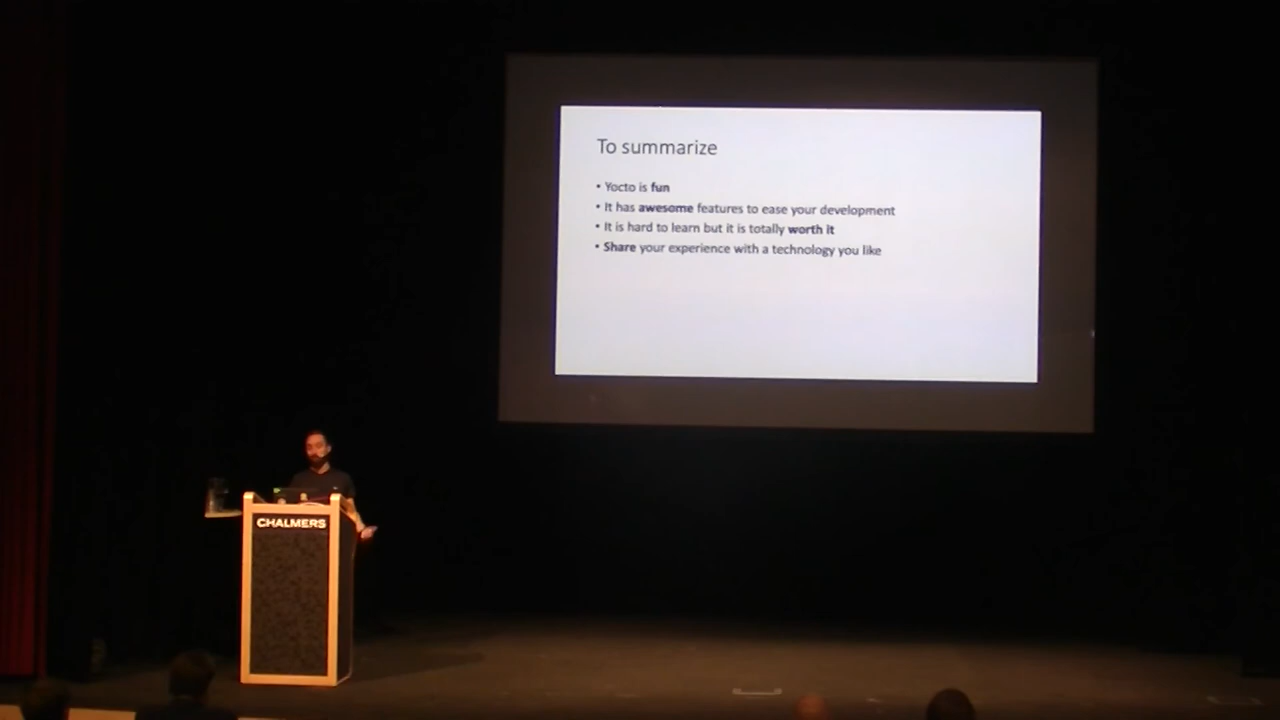 To summarize
• Yocto is fun
• It has awesome features to ease your development
• It is hard to learn but it is totally worth it
• Share your experience with a technology you like
CHALMERS